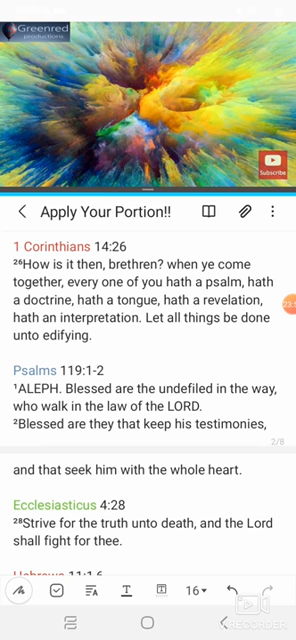 Greenred
productions
Subscribe
Apply Your Portion!!
1 Corinthians 14:26
²⁶How is it then, brethren? when ye come
together, every one of you hath a psalm, hath
a doctrine, hath a tongue, hath a revelation,
hath an interpretation. Let all things be done
unto edifying.
Psalms 119:1-2
¹ALEPH. Blessed are the undefiled in the way,
who walk in the law of the LORD.
²Blessed are they that keep his testimonies,
2/8
and that seek him with the whole heart.
Ecclesiasticus 4:28
²⁸Strive for the truth unto death, and the Lord
shall fight for thee.
Hebrews 11:1,6
16
RECORDER